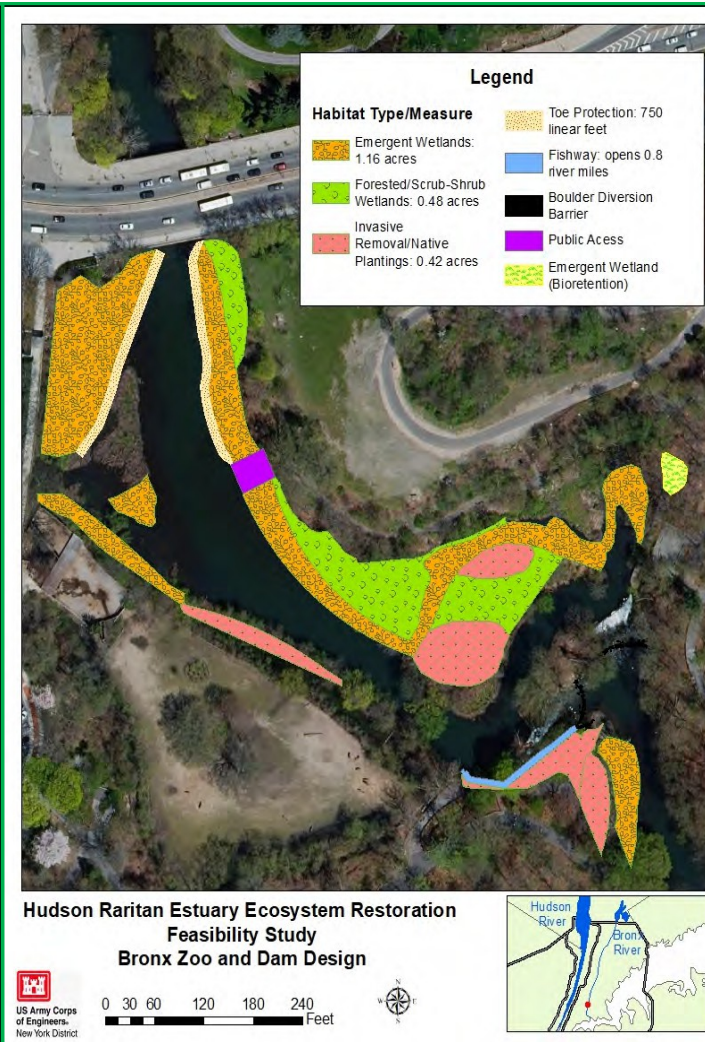 Legend
Habitat Type/Measure
Emergent Wetlands:
1.16 acres
Forested/Scrub-Shrub
Wetlands: 0.48 acres
Invasive
Removal/Native
Plantings: 0.42 acres
Toe Protection: 750
linear feet
Fishway: opens 0.8
river miles
Boulder Diversion
Barrier
Public Acess
Emergent Wetland
(Bioretention)
Hudson Raritan Estuary Ecosystem Restoration
Feasibility Study
Bronx Zoo and Dam Design
US Army Corps
of Engineers®
New York District
0 30 60 120 180 240
Feet
N
W E
S
Hudson
River
Bronx
River